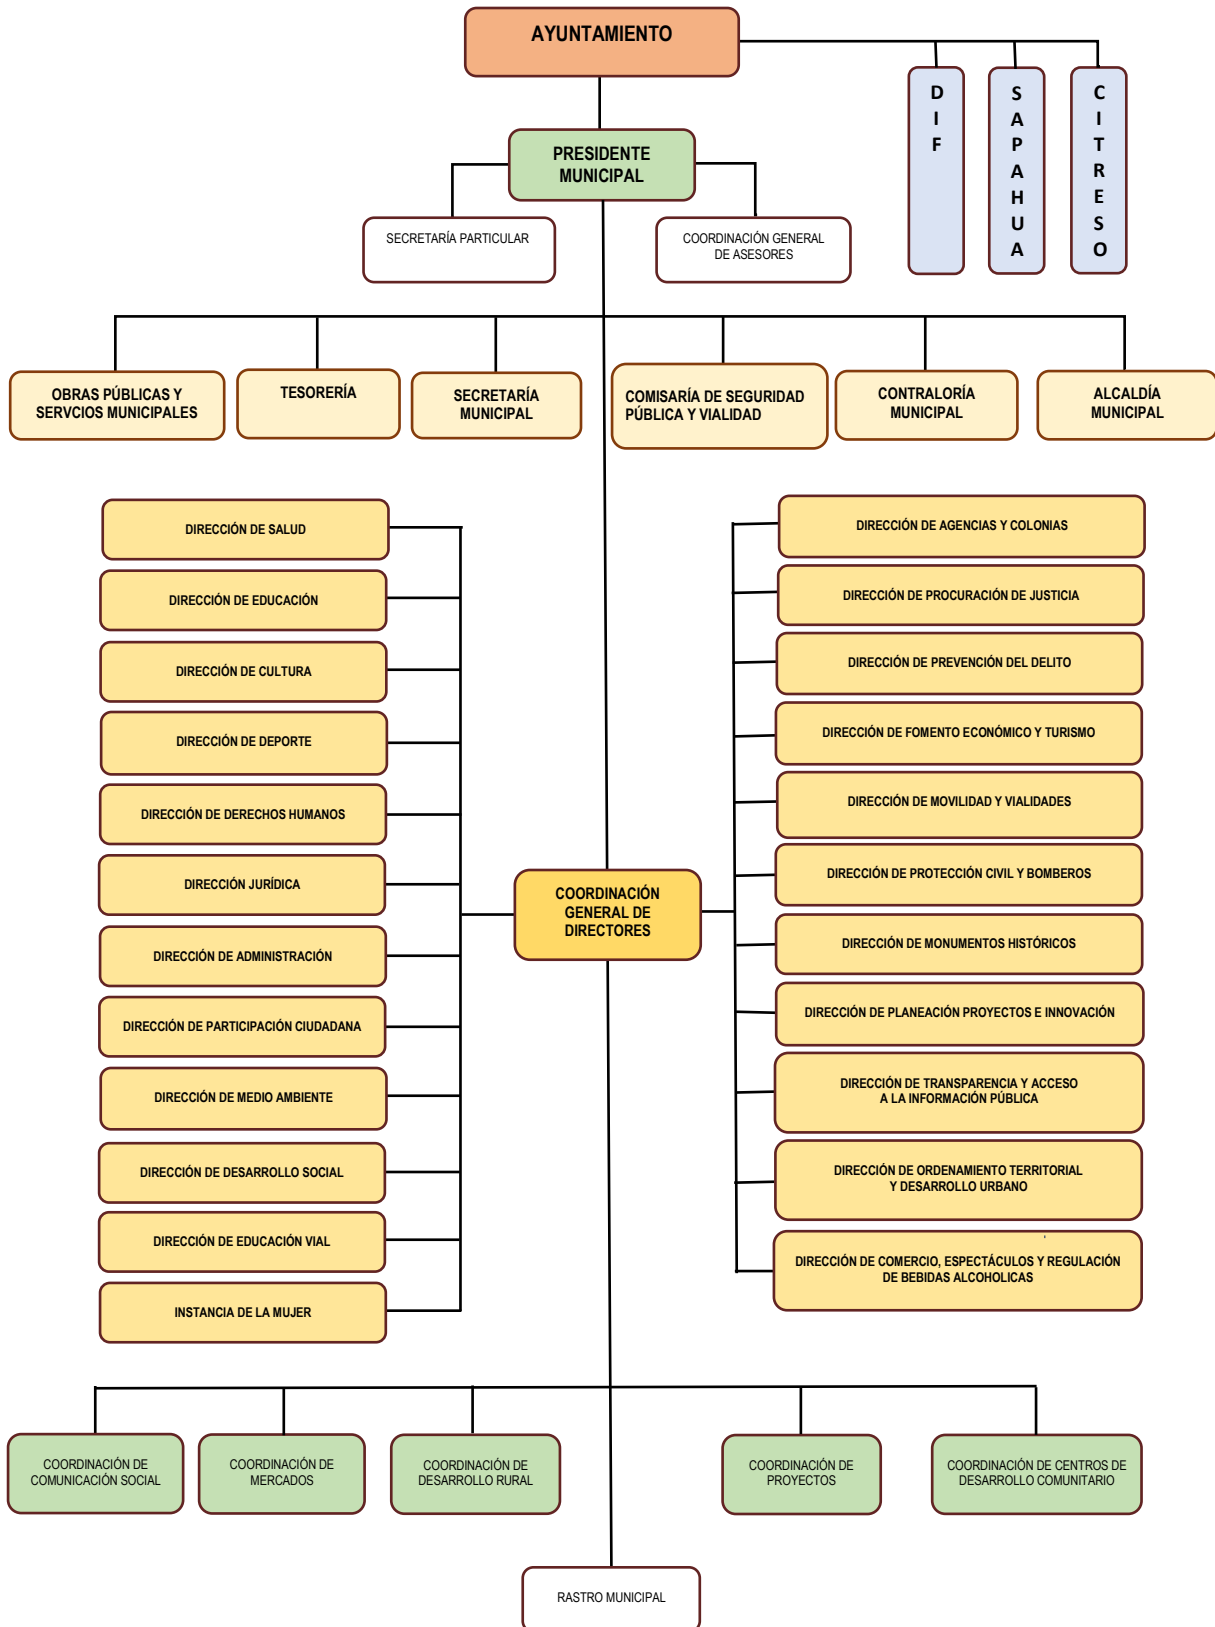 AYUNTAMIENTO
DIF
SAPAHUA
CITRESO
PRESIDENTE
MUNICIPAL
SECRETARÍA PARTICULAR
COORDINACIÓN GENERAL
DE ASESORES
OBRAS PÚBLICAS Y
SERVCIOS MUNICIPALES
TESORERÍA
SECRETARÍA
MUNICIPAL
COMISARÍA DE SEGURIDAD
PÚBLICA Y VIALIDAD
CONTRALORÍA
MUNICIPAL
ALCALDÍA
MUNICIPAL
DIRECCIÓN DE SALUD
DIRECCIÓN DE EDUCACIÓN
DIRECCIÓN DE CULTURA
DIRECCIÓN DE DEPORTE
DIRECCIÓN DE DERECHOS HUMANOS
DIRECCIÓN JURÍDICA
DIRECCIÓN DE ADMINISTRACIÓN
DIRECCIÓN DE PARTICIPACIÓN CIUDADANA
DIRECCIÓN DE MEDIO AMBIENTE
DIRECCIÓN DE DESARROLLO SOCIAL
DIRECCIÓN DE EDUCACIÓN VIAL
INSTANCIA DE LA MUJER
COORDINACIÓN
GENERAL DE
DIRECTORES
DIRECCIÓN DE AGENCIAS Y COLONIAS
DIRECCIÓN DE PROCURACIÓN DE JUSTICIA
DIRECCIÓN DE PREVENCIÓN DEL DELITO
DIRECCIÓN DE FOMENTO ECONÓMICO Y TURISMO
DIRECCIÓN DE MOVILIDAD Y VIALIDADES
DIRECCIÓN DE PROTECCIÓN CIVIL Y BOMBEROS
DIRECCIÓN DE MONUMENTOS HISTÓRICOS
DIRECCIÓN DE PLANEACIÓN PROYECTOS E INNOVACIÓN
DIRECCIÓN DE TRANSPARENCIA Y ACCESO
A LA INFORMACIÓN PÚBLICA
DIRECCIÓN DE ORDENAMIENTO TERRITORIAL
Y DESARROLLO URBANO
DIRECCIÓN DE COMERCIO, ESPECTÁCULOS Y REGULACIÓN
DE BEBIDAS ALCOHOLICAS
COORDINACIÓN DE
COMUNICACIÓN SOCIAL
COORDINACIÓN DE
MERCADOS
COORDINACIÓN DE
DESARROLLO RURAL
COORDINACIÓN DE
PROYECTOS
COORDINACIÓN DE CENTROS DE
DESARROLLO COMUNITARIO
RASTRO MUNICIPAL